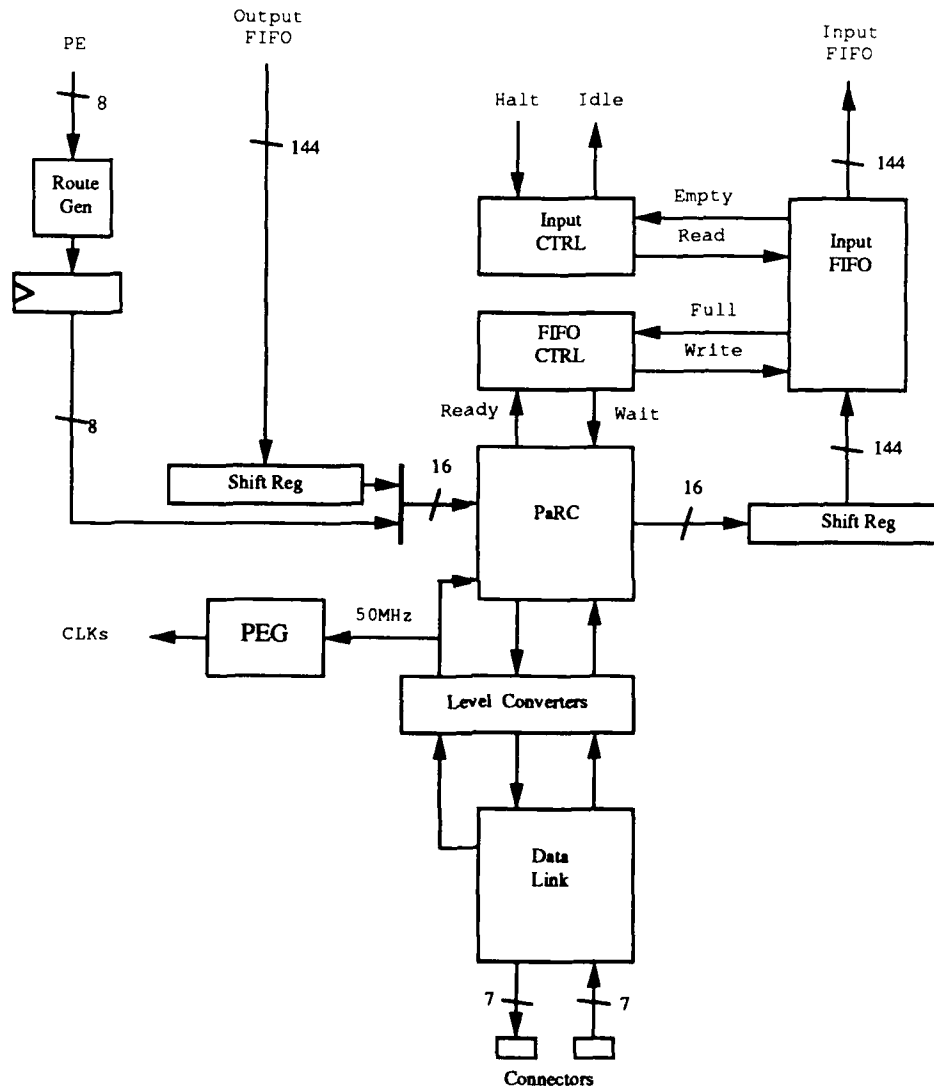 Output
FIFO
Input
FIFO
PE
8
Halt
Idle
144
144
Route
Gen
Input
CTRL
Empty
Read
Input
FIFO
FIFO
CTRL
Full
Write
8
Ready
Wait
144
Shift Reg
16
PaRC
16
Shift Reg
CLKs
PEG
50MHz
Level Converters
Data
Link
7
7
Connectors